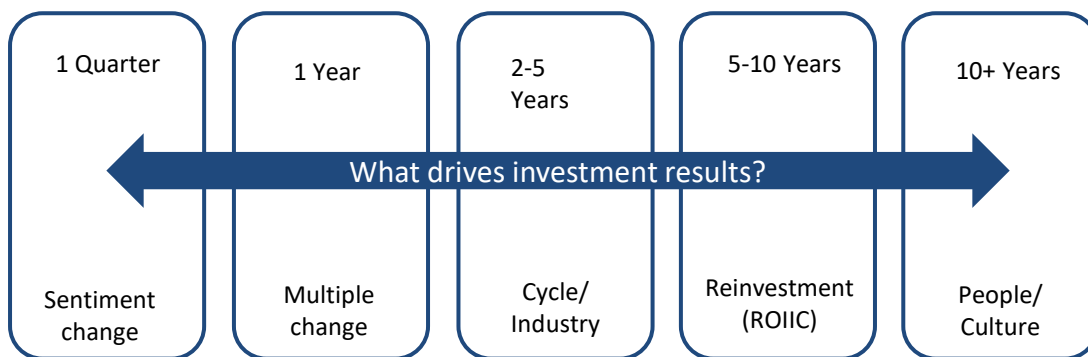 1 Quarter
1 Year
2-5
Years
5-10 Years
10+ Years
What drives investment results?
Sentiment
change
Multiple
change
Cycle/
Industry
Reinvestment
(ROIIC)
People/
Culture